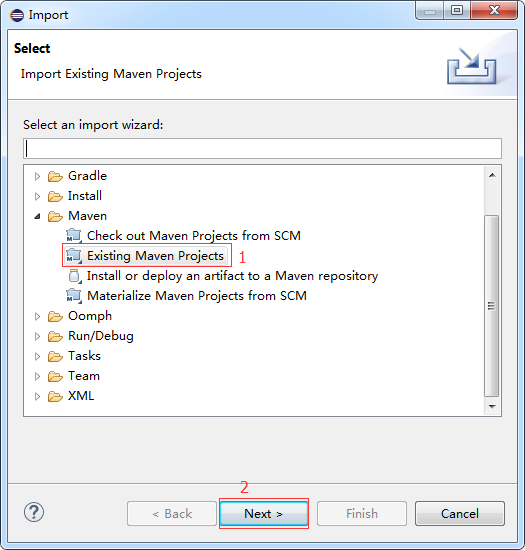 Import
Select
Import Existing Maven Projects
Select an import wizard:
Gradle
Install
Maven
Check out Maven Projects from SCM
Existing Maven Projects 1
Install or deploy an artifact to a Maven repository
Materialize Maven Projects from SCM
Oomph
Run/Debug
Tasks
Team
XML
2
? < Back Next > Finish Cancel